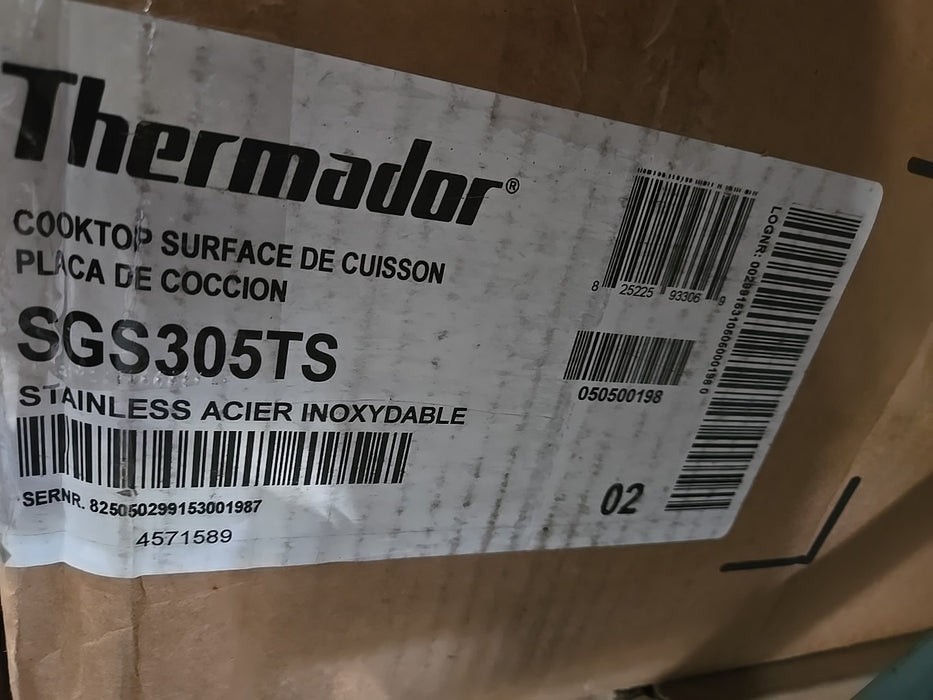 Thermador®
COOKTOP SURFACE DE CUISSON
PLACA DE COCCION
SGS305TS
STAINLESS ACIER INOXYDABLE
SERNR. 825050299153001987
4571589
8 25225 93306 9
050500198
02
LOGNR: